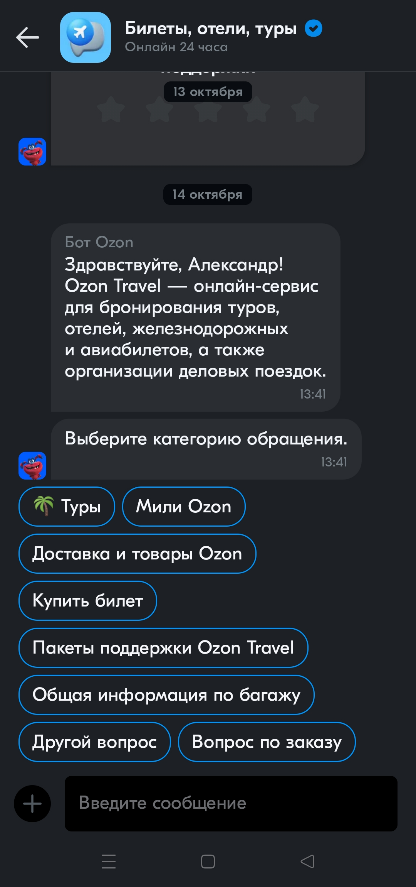 Билеты, отели, туры
Онлайн 24 часа
поддержки
13 октября
14 октября
Бот Ozon
Здравствуйте, Александр!
Ozon Travel — онлайн-сервис
для бронирования туров,
отелей, железнодорожных
и авиабилетов, а также
организации деловых поездок.
13:41
Выберите категорию обращения.
13:41
🌴 Туры
Мили Ozon
Доставка и товары Ozon
Купить билет
Пакеты поддержки Ozon Travel
Общая информация по багажу
Другой вопрос
Вопрос по заказу
Введите сообщение